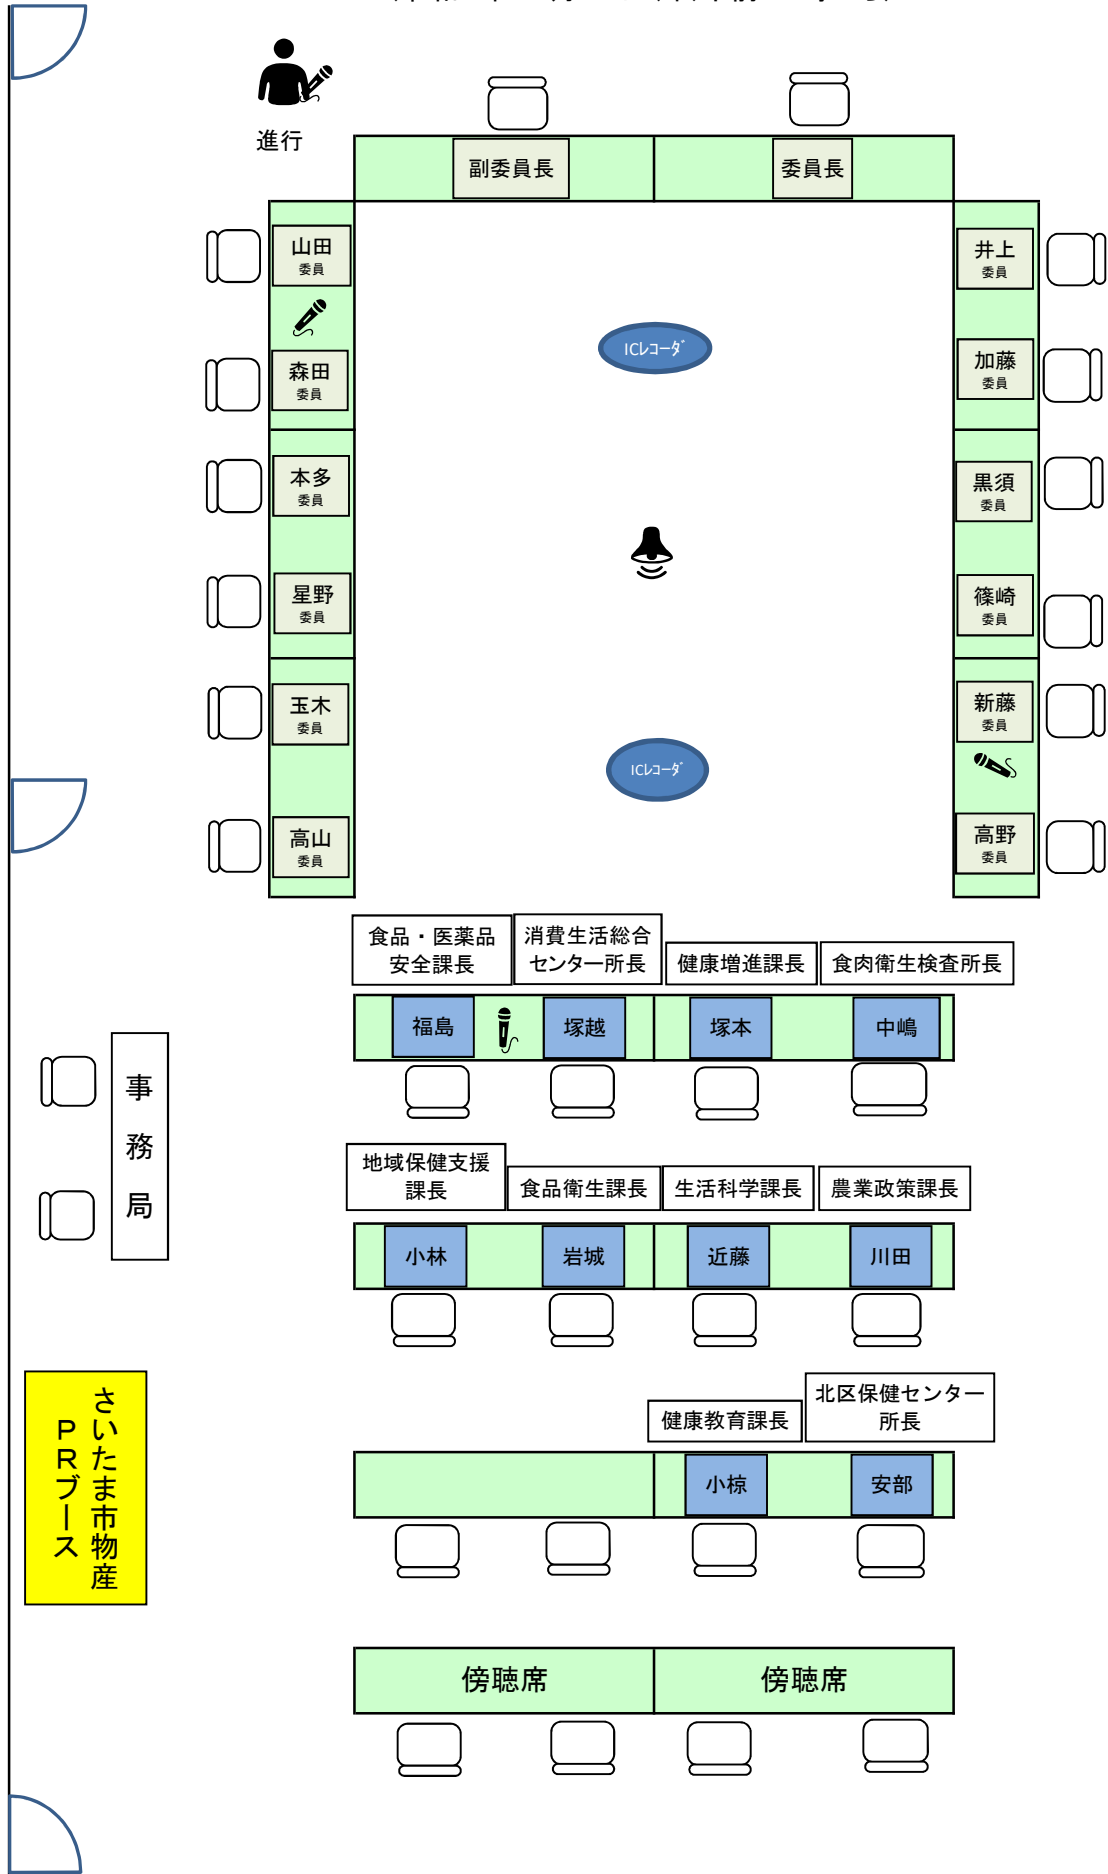 進行
副委員長
委員長
山田
委員
井上
委員
ICﾚｺｰﾀﾞ
森田
委員
加藤
委員
本多
委員
黒須
委員
星野
委員
篠崎
委員
玉木
委員
新藤
委員
ICﾚｺｰﾀﾞ
高山
委員
高野
委員
食品・医薬品
安全課長
消費生活総合
センター所長
健康増進課長
食肉衛生検査所長
福島
塚越
塚本
中嶋
事務局
地域保健支援
課長
食品衛生課長
生活科学課長
農業政策課長
小林
岩城
近藤
川田
さいたま市物産
ＰＲブース
健康教育課長
北区保健センター
所長
小椋
安部
傍聴席
傍聴席